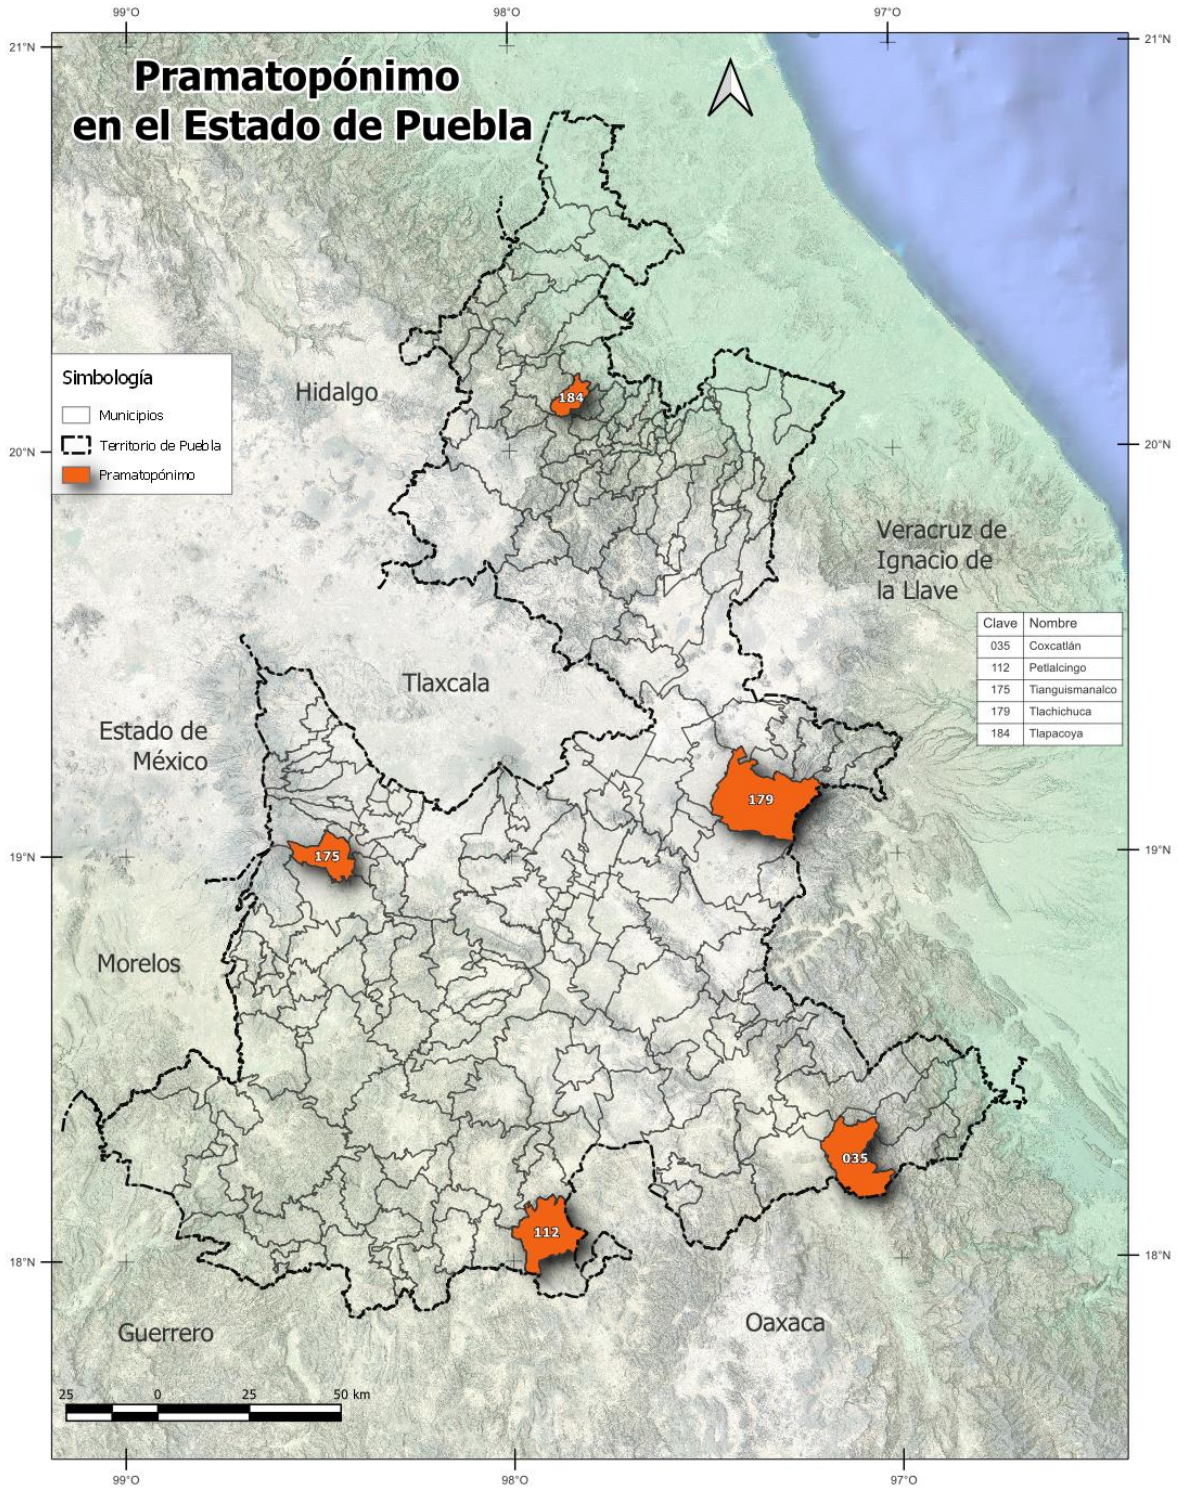 99°O 98°O 97°O
21°N 21°N
Pramatopónimo
en el Estado de Puebla
Simbología
Municipios
Territorio de Puebla
Pramatopónimo
Hidalgo
184
20°N 20°N
Veracruz de
Ignacio de
la Llave
Clave Nombre
035 Coxcatlán
112 Petlalcingo
175 Tianguismanalco
179 Tlachichuca
184 Tlapacoya
Tlaxcala
Estado de
México
179
175
19°N 19°N
Morelos
035
112
18°N 18°N
Guerrero
Oaxaca
25 0 25 50 km
99°O 98°O 97°O